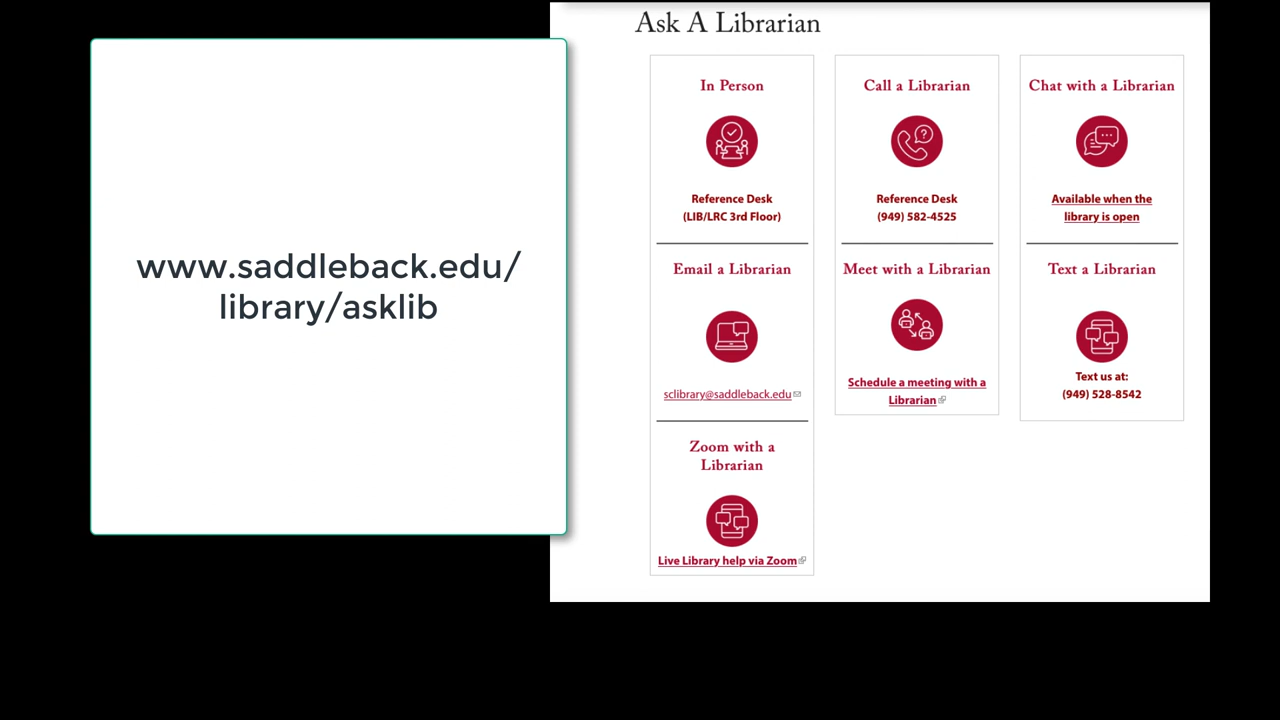 www.saddleback.edu/
library/asklib
Ask A Librarian
In Person
Reference Desk
(LIB/LRC 3rd Floor)
Email a Librarian
sclibrary@saddleback.edu
Zoom with a
Librarian
Live Library help via Zoom
Call a Librarian
Reference Desk
(949) 582-4525
Meet with a Librarian
Schedule a meeting with a
Librarian
Chat with a Librarian
Available when the
library is open
Text a Librarian
Text us at:
(949) 528-8542